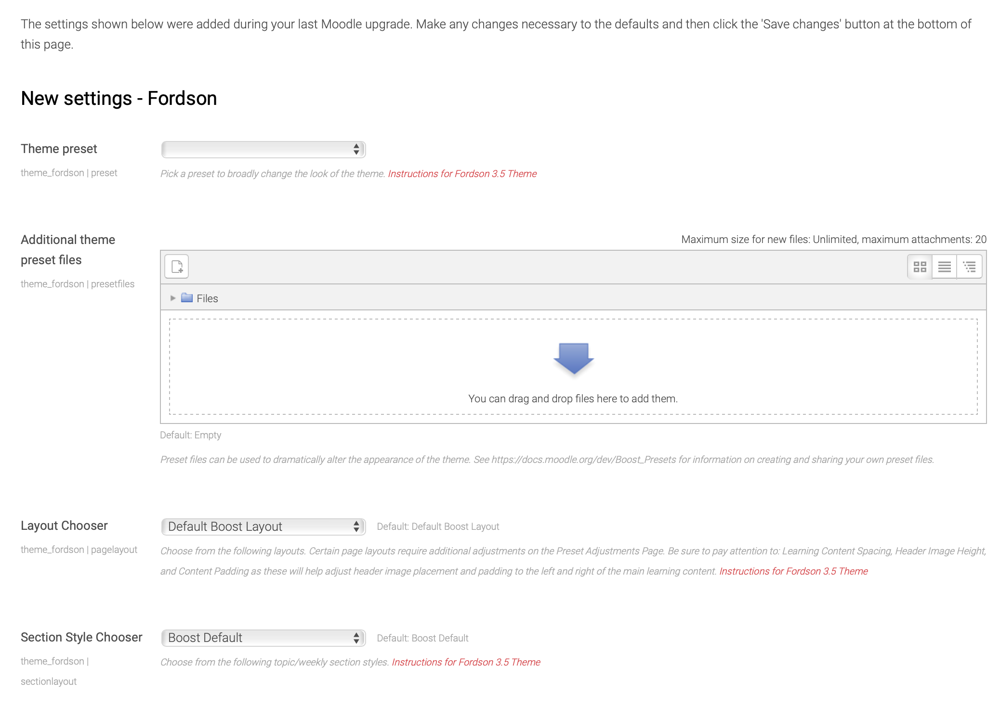 The settings shown below were added during your last Moodle upgrade. Make any changes necessary to the defaults and then click the 'Save changes' button at the bottom of
this page.
New settings - Fordson
Theme preset
theme_fordson | preset
Pick a preset to broadly change the look of the theme. Instructions for Fordson 3.5 Theme
Additional theme
preset files
theme_fordson | presetfiles
Maximum size for new files: Unlimited, maximum attachments: 20
Files
You can drag and drop files here to add them.
Default: Empty
Preset files can be used to dramatically alter the appearance of the theme. See https://docs.moodle.org/dev/Boost_Presets for information on creating and sharing your own preset files.
Layout Chooser
theme_fordson | pagelayout
Default Boost Layout
Default: Default Boost Layout
Choose from the following layouts. Certain page layouts require additional adjustments on the Preset Adjustments Page. Be sure to pay attention to: Learning Content Spacing, Header Image Height,
and Content Padding as these will help adjust header image placement and padding to the left and right of the main learning content. Instructions for Fordson 3.5 Theme
Section Style Chooser
theme_fordson |
sectionlayout
Boost Default
Default: Boost Default
Choose from the following topic/weekly section styles. Instructions for Fordson 3.5 Theme